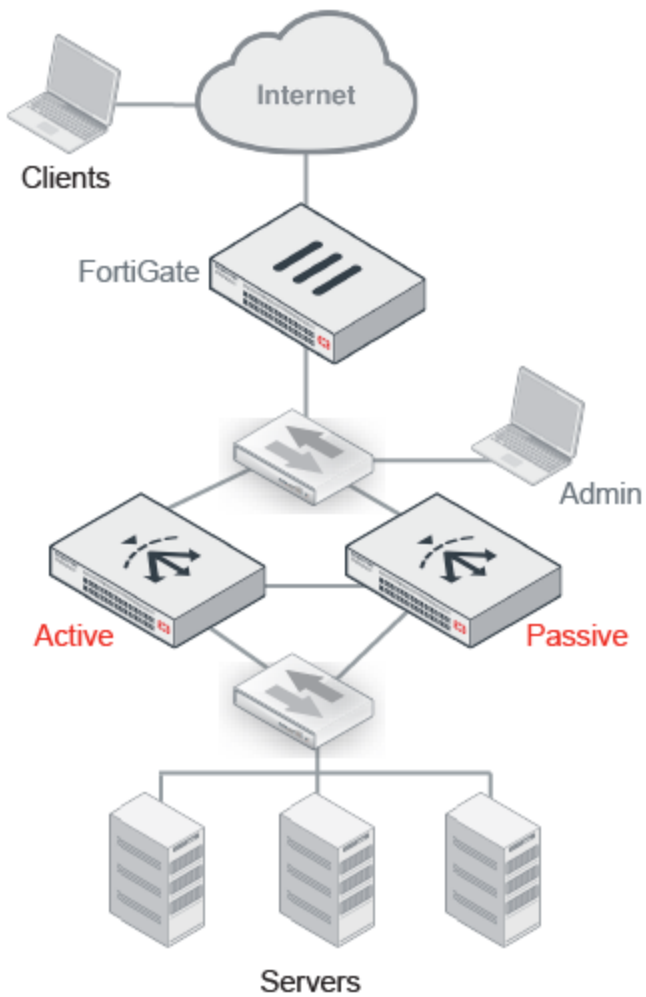 Internet
Clients
FortiGate
Admin
Active
Passive
Servers